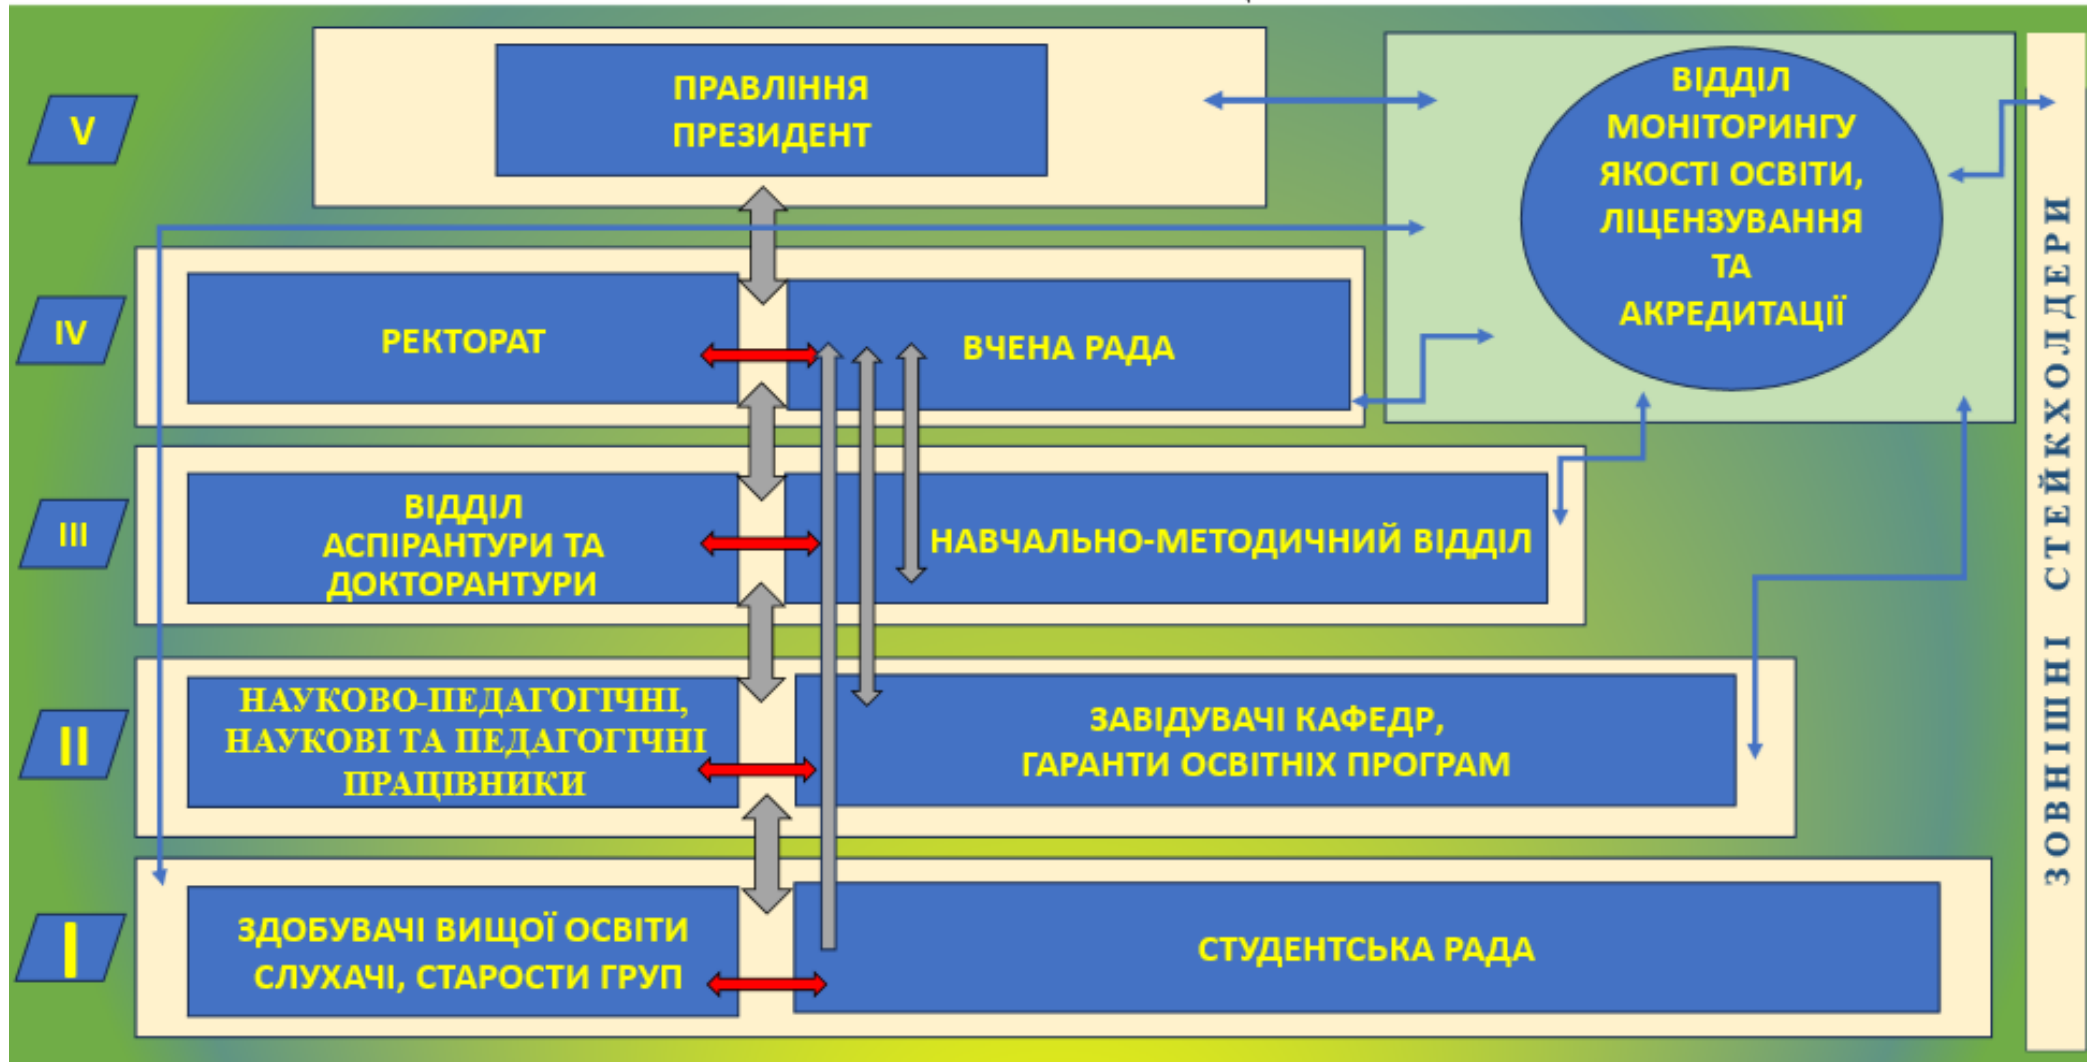 V
ПРАВЛІННЯ
ПРЕЗИДЕНТ
ВІДДІЛ
МОНІТОРИНГУ
ЯКОСТІ ОСВІТИ,
ЛІЦЕНЗУВАННЯ
ТА
АКРЕДИТАЦІЇ
ЗОВНІШНІ СТЕЙКХОЛДЕРИ
IV
РЕКТОРАТ
ВЧЕНА РАДА
III
ВІДДІЛ
АСПІРАНТУРИ ТА
ДОКТОРАНТУРИ
НАВЧАЛЬНО-МЕТОДИЧНИЙ ВІДДІЛ
II
НАУКОВО-ПЕДАГОГІЧНІ,
НАУКОВІ ТА ПЕДАГОГІЧНІ
ПРАЦІВНИКИ
ЗАВІДУВАЧІ КАФЕДР,
ГАРАНТИ ОСВІТНІХ ПРОГРАМ
I
ЗДОБУВАЧІ ВИЩОЇ ОСВІТИ
СЛУХАЧІ, СТАРОСТИ ГРУП
СТУДЕНТСЬКА РАДА